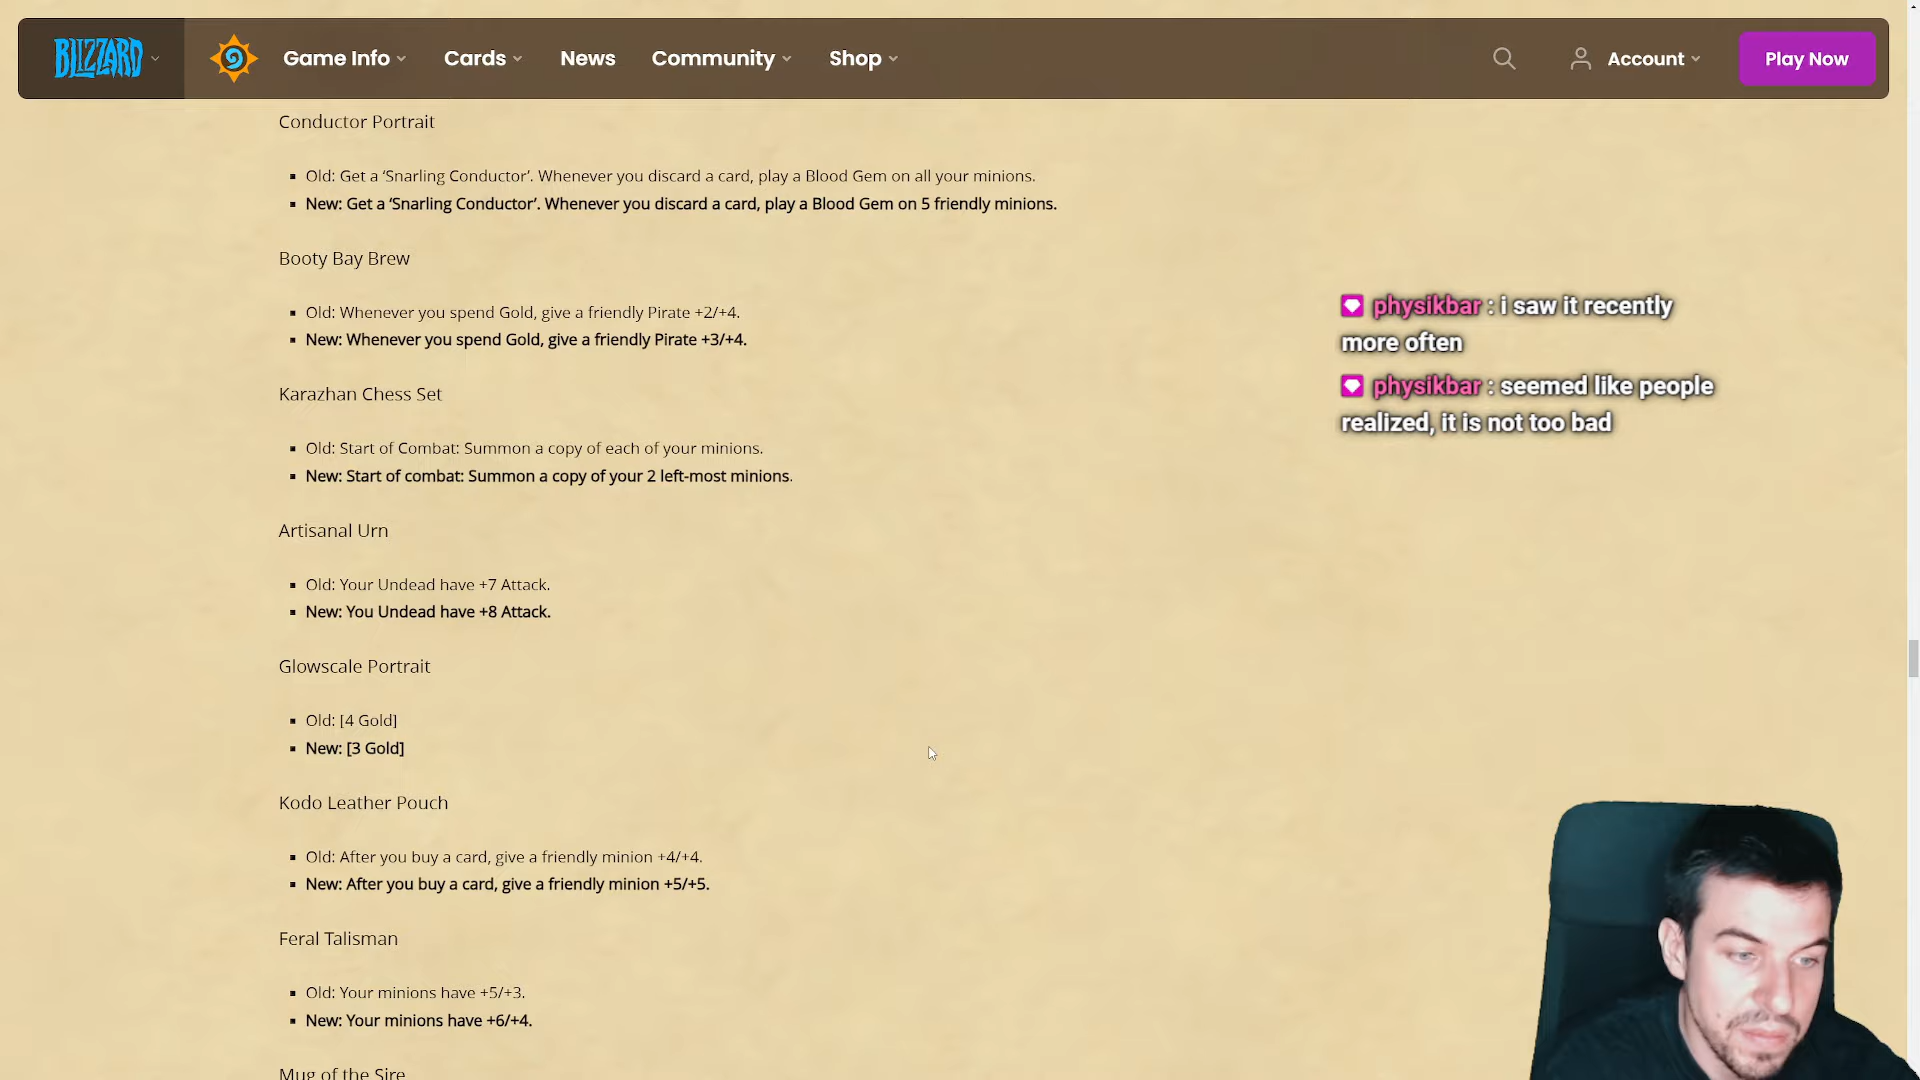 BLIZZARD
Game Info
Cards
News
Community
Shop
Account
Play Now
Conductor Portrait
Old: Get a ‘Snarling Conductor’. Whenever you discard a card, play a Blood Gem on all your minions.
New: Get a ‘Snarling Conductor’. Whenever you discard a card, play a Blood Gem on 5 friendly minions.
Booty Bay Brew
Old: Whenever you spend Gold, give a friendly Pirate +2/+4.
New: Whenever you spend Gold, give a friendly Pirate +3/+4.
Karazhan Chess Set
Old: Start of Combat: Summon a copy of each of your minions.
New: Start of combat: Summon a copy of your 2 left-most minions.
Artisanal Urn
Old: Your Undead have +7 Attack.
New: You Undead have +8 Attack.
Glowscale Portrait
Old: [4 Gold]
New: [3 Gold]
Kodo Leather Pouch
Old: After you buy a card, give a friendly minion +4/+4.
New: After you buy a card, give a friendly minion +5/+5.
Feral Talisman
Old: Your minions have +5/+3.
New: Your minions have +6/+4.
Mug of the Sire
physikbar : i saw it recently
more often
physikbar : seemed like people
realized, it is not too bad